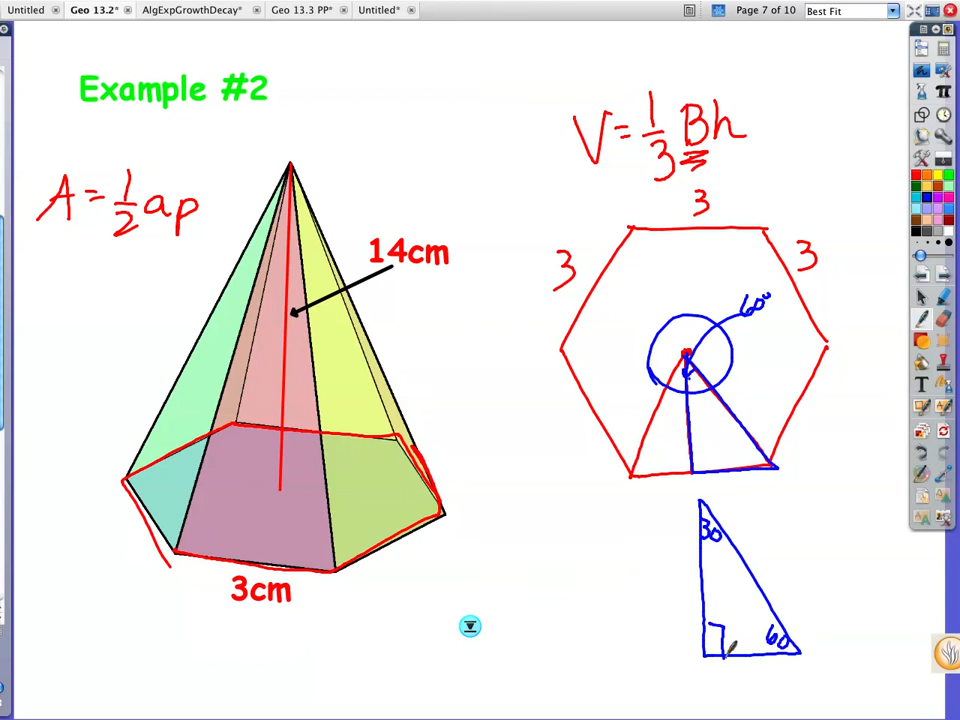 Untitled
Geo 13.2*
AlgExpGrowthDecay*
Geo 13.3 PP*
Untitled*
Page 7 of 10
Best Fit
Example #2
V = 1/3 Bh
A = 1/2 ap
3
3
3
14cm
60°
3cm
30
60